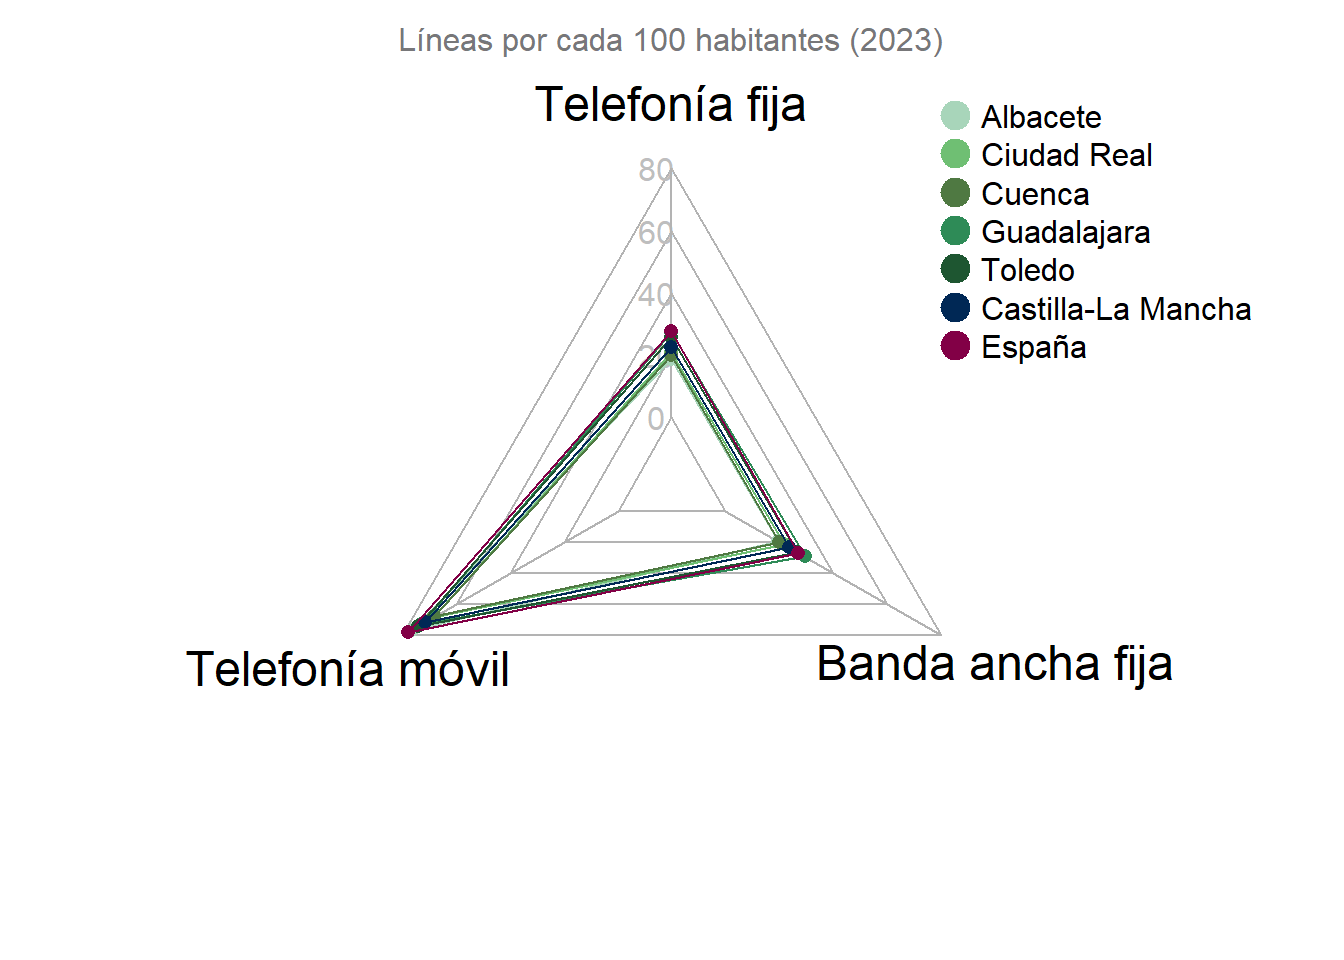 Líneas por cada 100 habitantes (2023)
Telefonía fija
80
60
40
0
Albacete
Ciudad Real
Cuenca
Guadalajara
Toledo
Castilla-La Mancha
España
Telefonía móvil
Banda ancha fija